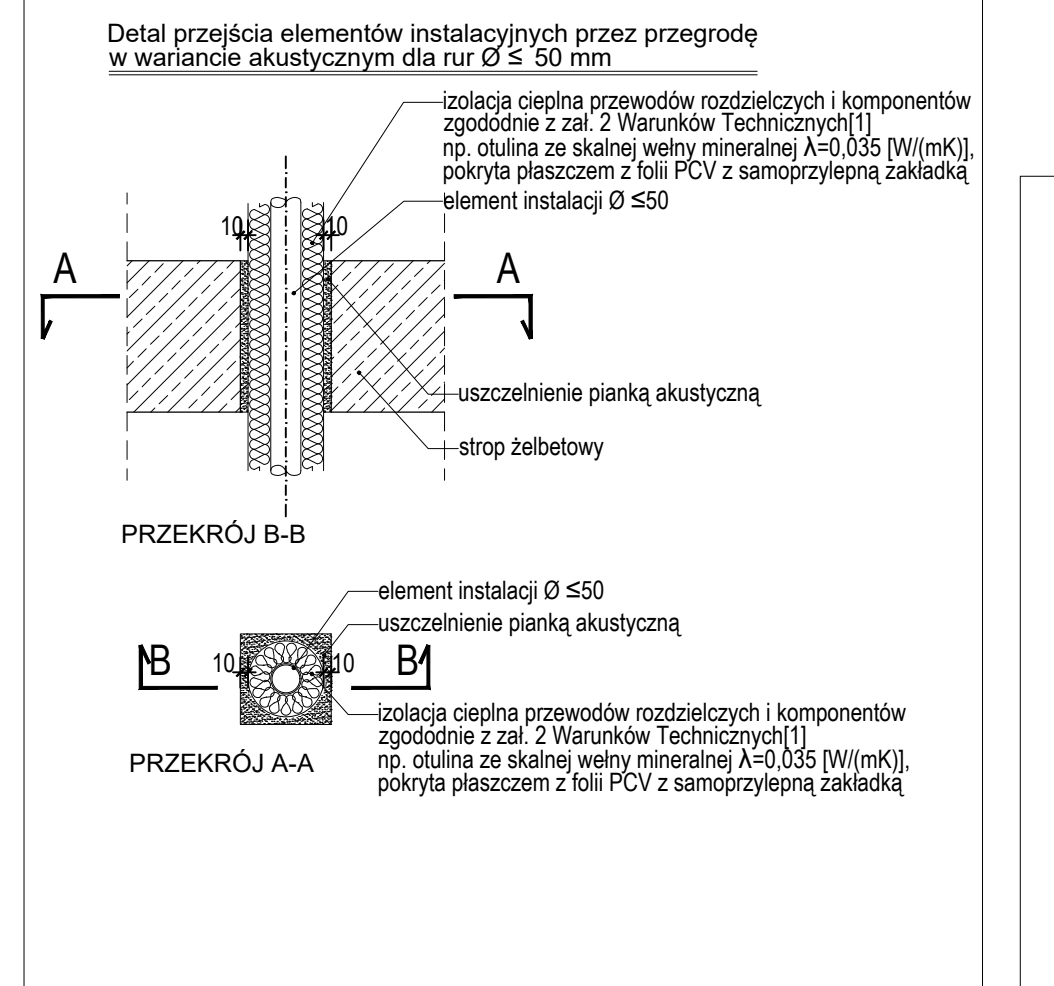 Detal przejścia elementów instalacyjnych przez przegrodę
w wariancie akustycznym dla rur Ø ≤ 50 mm
izolacja cieplna przewodów rozdzielczych i komponentów
zgododnie z zał. 2 Warunków Technicznych[1]
np. otulina ze skalnej wełny mineralnej λ=0,035 [W/(mK)],
pokryta płaszczem z folii PCV z samoprzylepną zakładką
element instalacji Ø ≤50
10 10
A A
uszczelnienie pianką akustyczną
strop żelbetowy
PRZEKRÓJ B-B
element instalacji Ø ≤50
uszczelnienie pianką akustyczną
B 10 10 B
izolacja cieplna przewodów rozdzielczych i komponentów
zgododnie z zał. 2 Warunków Technicznych[1]
np. otulina ze skalnej wełny mineralnej λ=0,035 [W/(mK)],
pokryta płaszczem z folii PCV z samoprzylepną zakładką
PRZEKRÓJ A-A